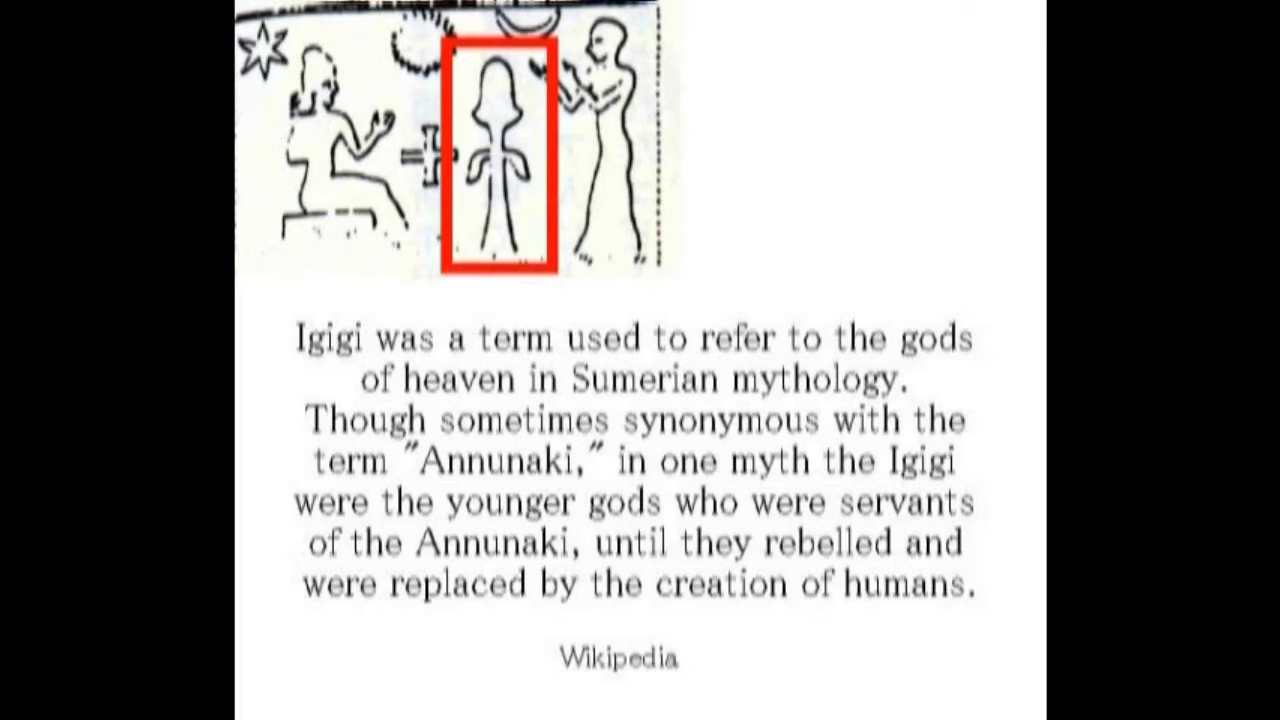 Igigi was a term used to refer to the gods
of heaven in Sumerian mythology.
Though sometimes synonymous with the
term "Annunaki," in one myth the Igigi
were the younger gods who were servants
of the Annunaki, until they rebelled and
were replaced by the creation of humans.
Wikipedia